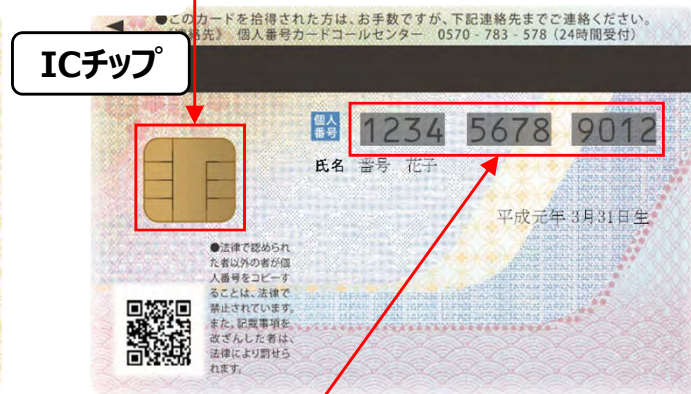 ●このカードを拾得された方は、お手数ですが、下記連絡先までご連絡ください。
絡先》 個人番号カードコールセンター 0570-783-578（24時間受付）
ICチップ
個人
番号
1234 5678 9012
氏名 番号 花子
平成元年 3月31日生
●法律で認められ
た者以外の者が個
人番号をコピーす
ることは、法律で
禁止されています。
また、記載事項を
改ざんした者は、
法律により罰せら
れます。